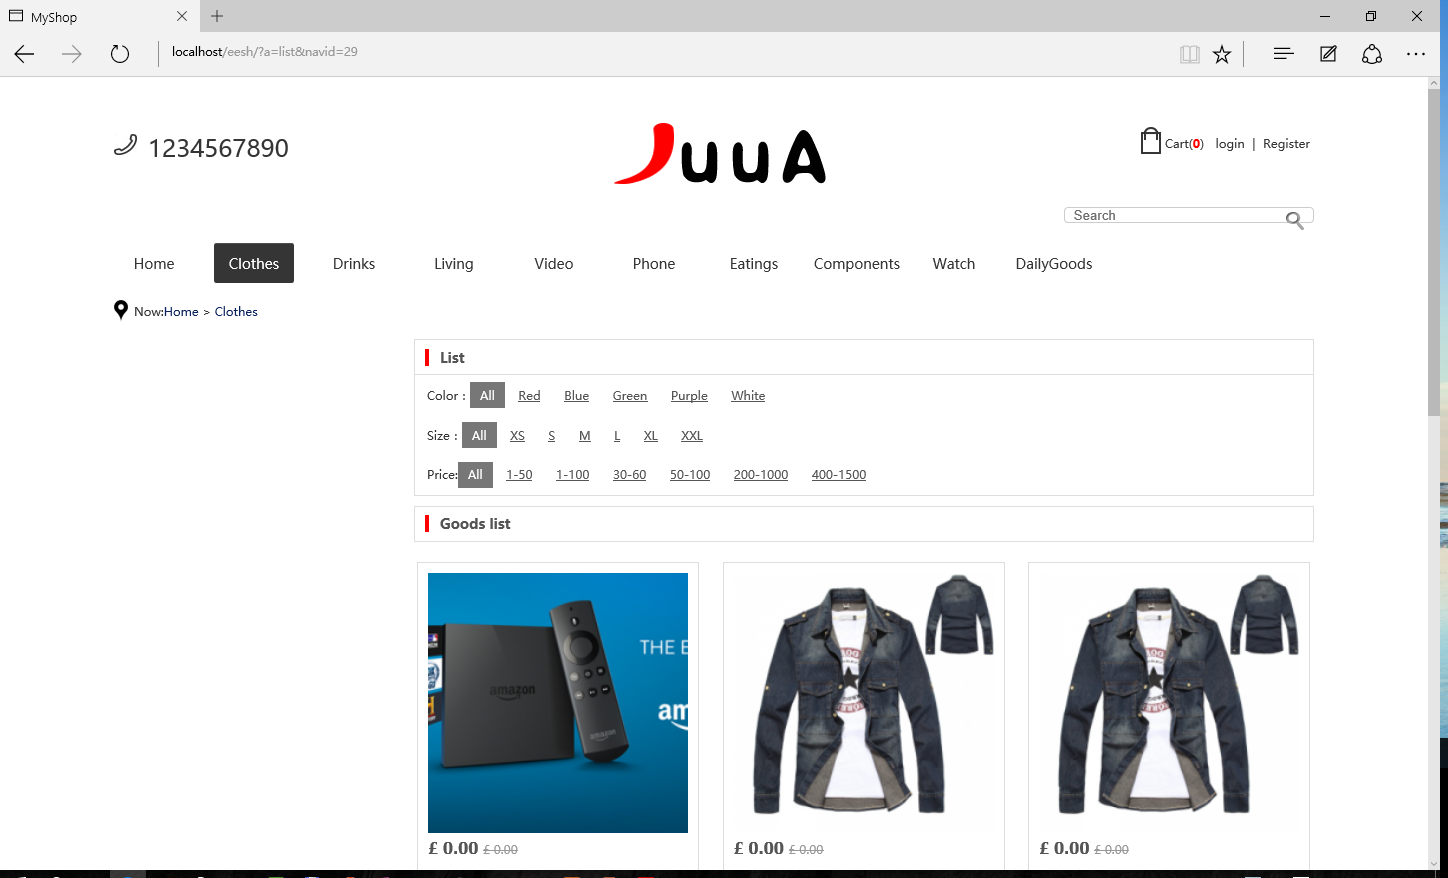 MyShop
localhost/eesh/?a=list&navid=29
1234567890
JuuA
Cart(0) login | Register
Search
Home Clothes Drinks Living Video Phone Eatings Components Watch DailyGoods
Now:Home > Clothes
List
Color : All Red Blue Green Purple White
Size : All XS S M L XL XXL
Price: All 1-50 1-100 30-60 50-100 200-1000 400-1500
Goods list
THE
amazon
am
amazon
£ 0.00 £ 0.00
£ 0.00 £ 0.00
£ 0.00 £ 0.00